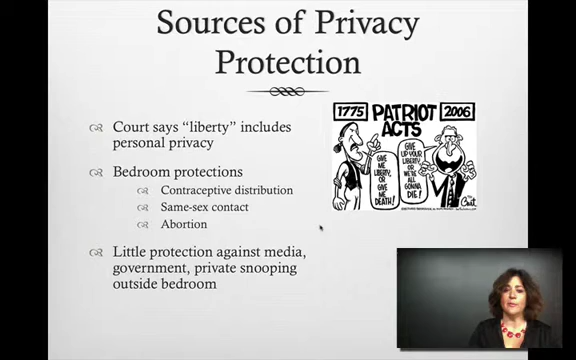 Sources of Privacy
Protection
Court says “liberty” includes
personal privacy
Bedroom protections
Contraceptive distribution
Same-sex contact
Abortion
Little protection against media,
government, private snooping
outside bedroom
1775 PATRIOT 2006
ACTS
GIVE
ME
LIBERTY,
OR
GIVE
ME
DEATH!
GIVE
UP YOUR
LIBERTY,
OR
WE'RE
ALL
GONNA
DIE!